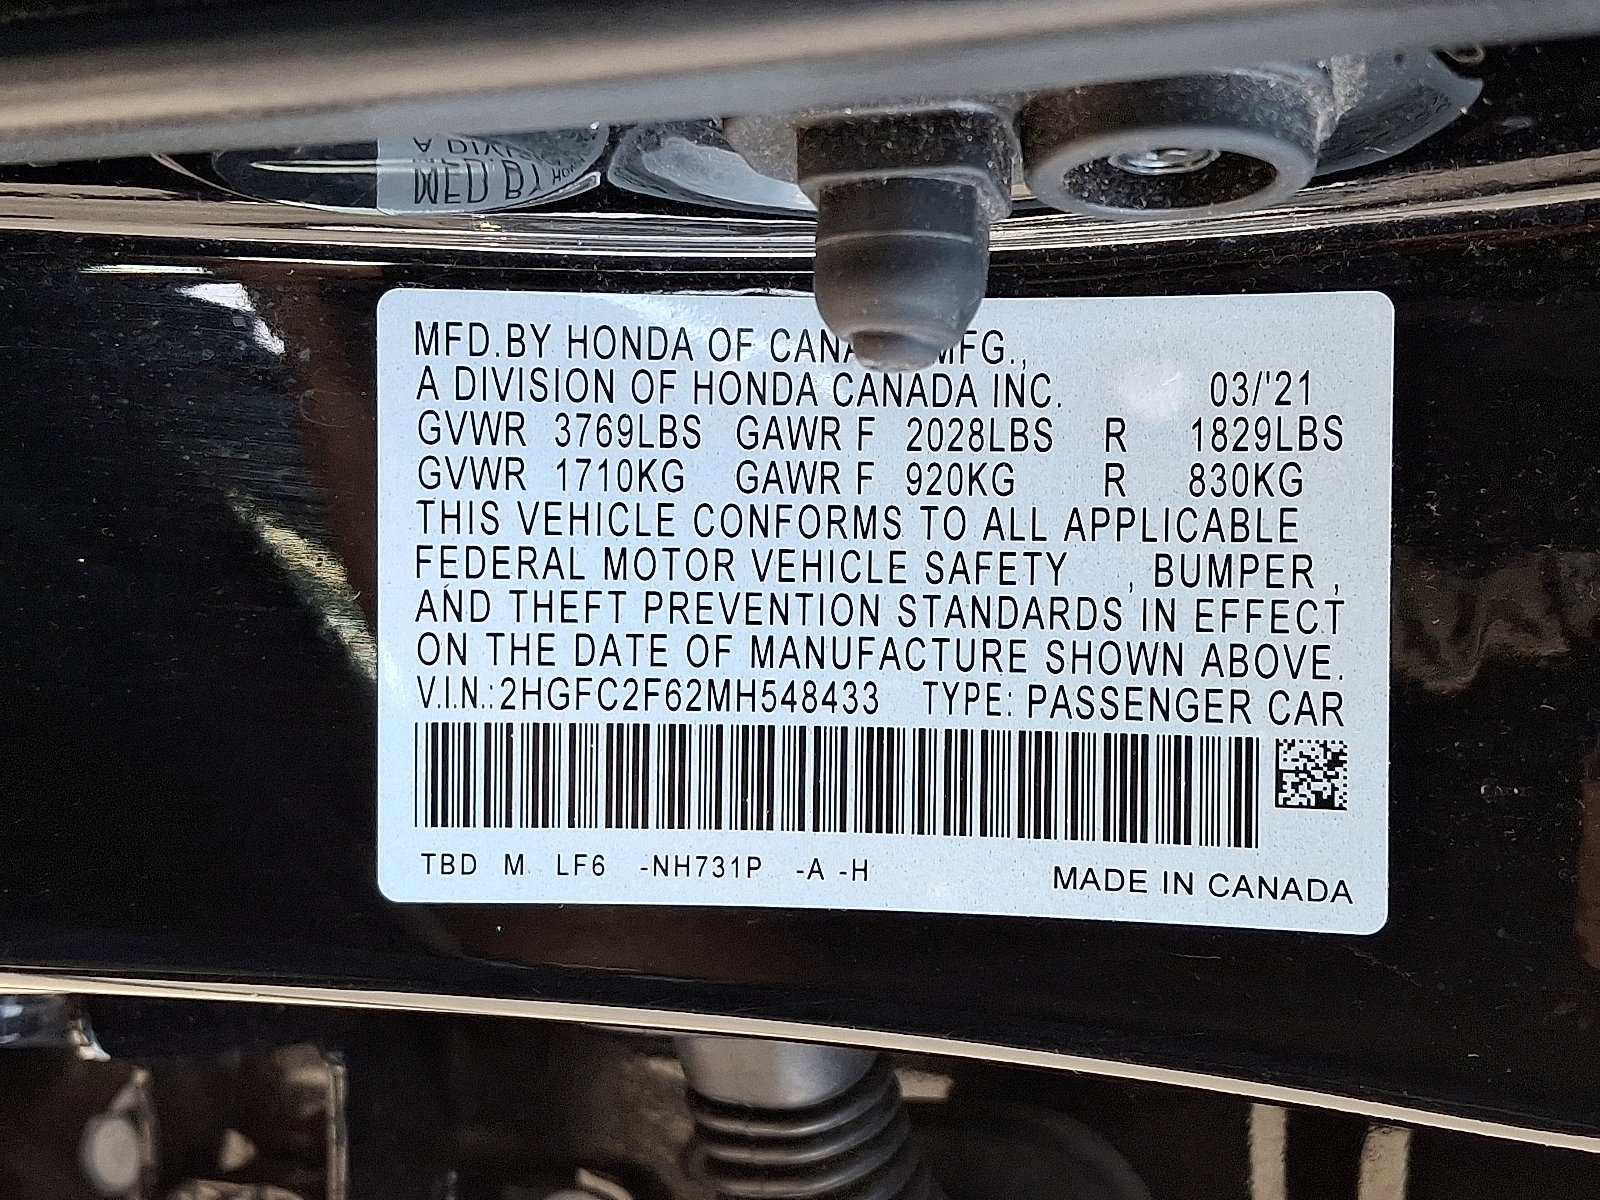 MFD.BY HONDA OF MFG.,
A DIVISION OF HONDA CANADA INC. 03/'21
GVWR 3769LBS GAWR F 2028LBS R 1829LBS
GVWR 1710KG GAWR F 920KG R 830KG
THIS VEHICLE CONFORMS TO ALL APPLICABLE
FEDERAL MOTOR VEHICLE SAFETY , BUMPER ,
AND THEFT PREVENTION STANDARDS IN EFFECT
ON THE DATE OF MANUFACTURE SHOWN ABOVE.
V.I.N.:2HGFC2F62MH548433 TYPE: PASSENGER CAR
TBD M LF6 -NH731P -A -H MADE IN CANADA